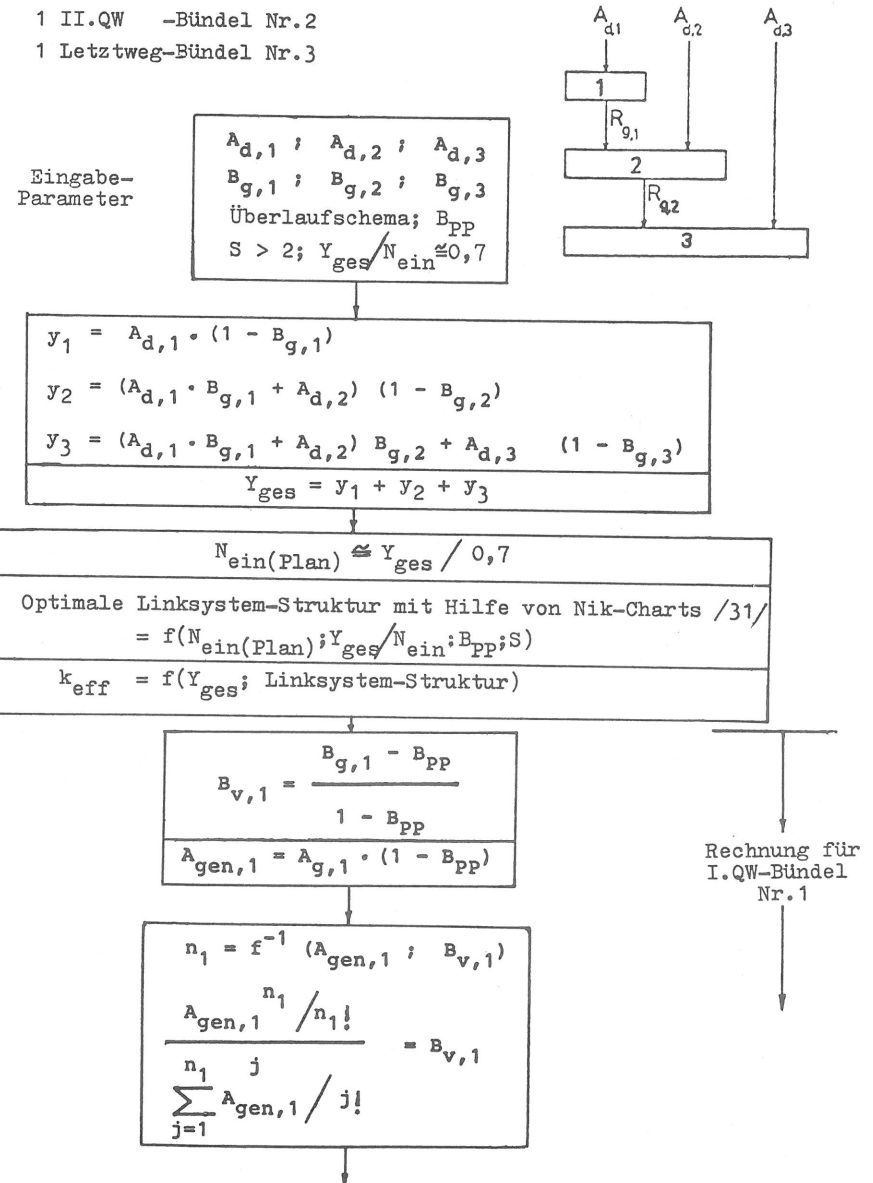 1 II.QW -Bündel Nr.2
1 Letztweg-Bündel Nr.3
A_d,1 A_d,2 A_d,3
1
R_g,1
2
R_g,2
3
Eingabe-
Parameter
A_d,1 ; A_d,2 ; A_d,3
B_g,1 ; B_g,2 ; B_g,3
Überlaufschema; B_PP
S > 2; Y_ges/N_ein ≅ 0,7
y_1 = A_d,1 · (1 - B_g,1)
y_2 = (A_d,1 · B_g,1 + A_d,2) (1 - B_g,2)
y_3 = (A_d,1 · B_g,1 + A_d,2) B_g,2 + A_d,3 (1 - B_g,3)
Y_ges = y_1 + y_2 + y_3
N_ein(Plan) ≅ Y_ges / 0,7
Optimale Linksystem-Struktur mit Hilfe von Nik-Charts /31/
= f(N_ein(Plan);Y_ges/N_ein;B_PP;S)
k_eff = f(Y_ges; Linksystem-Struktur)
B_v,1 = (B_g,1 - B_PP) / (1 - B_PP)
A_gen,1 = A_g,1 · (1 - B_PP)
Rechnung für
I.QW-Bündel
Nr.1
n_1 = f^-1 (A_gen,1 ; B_v,1)
A_gen,1^n_1 / n_1!
= B_v,1
n_1 j
∑ A_gen,1 / j!
j=1